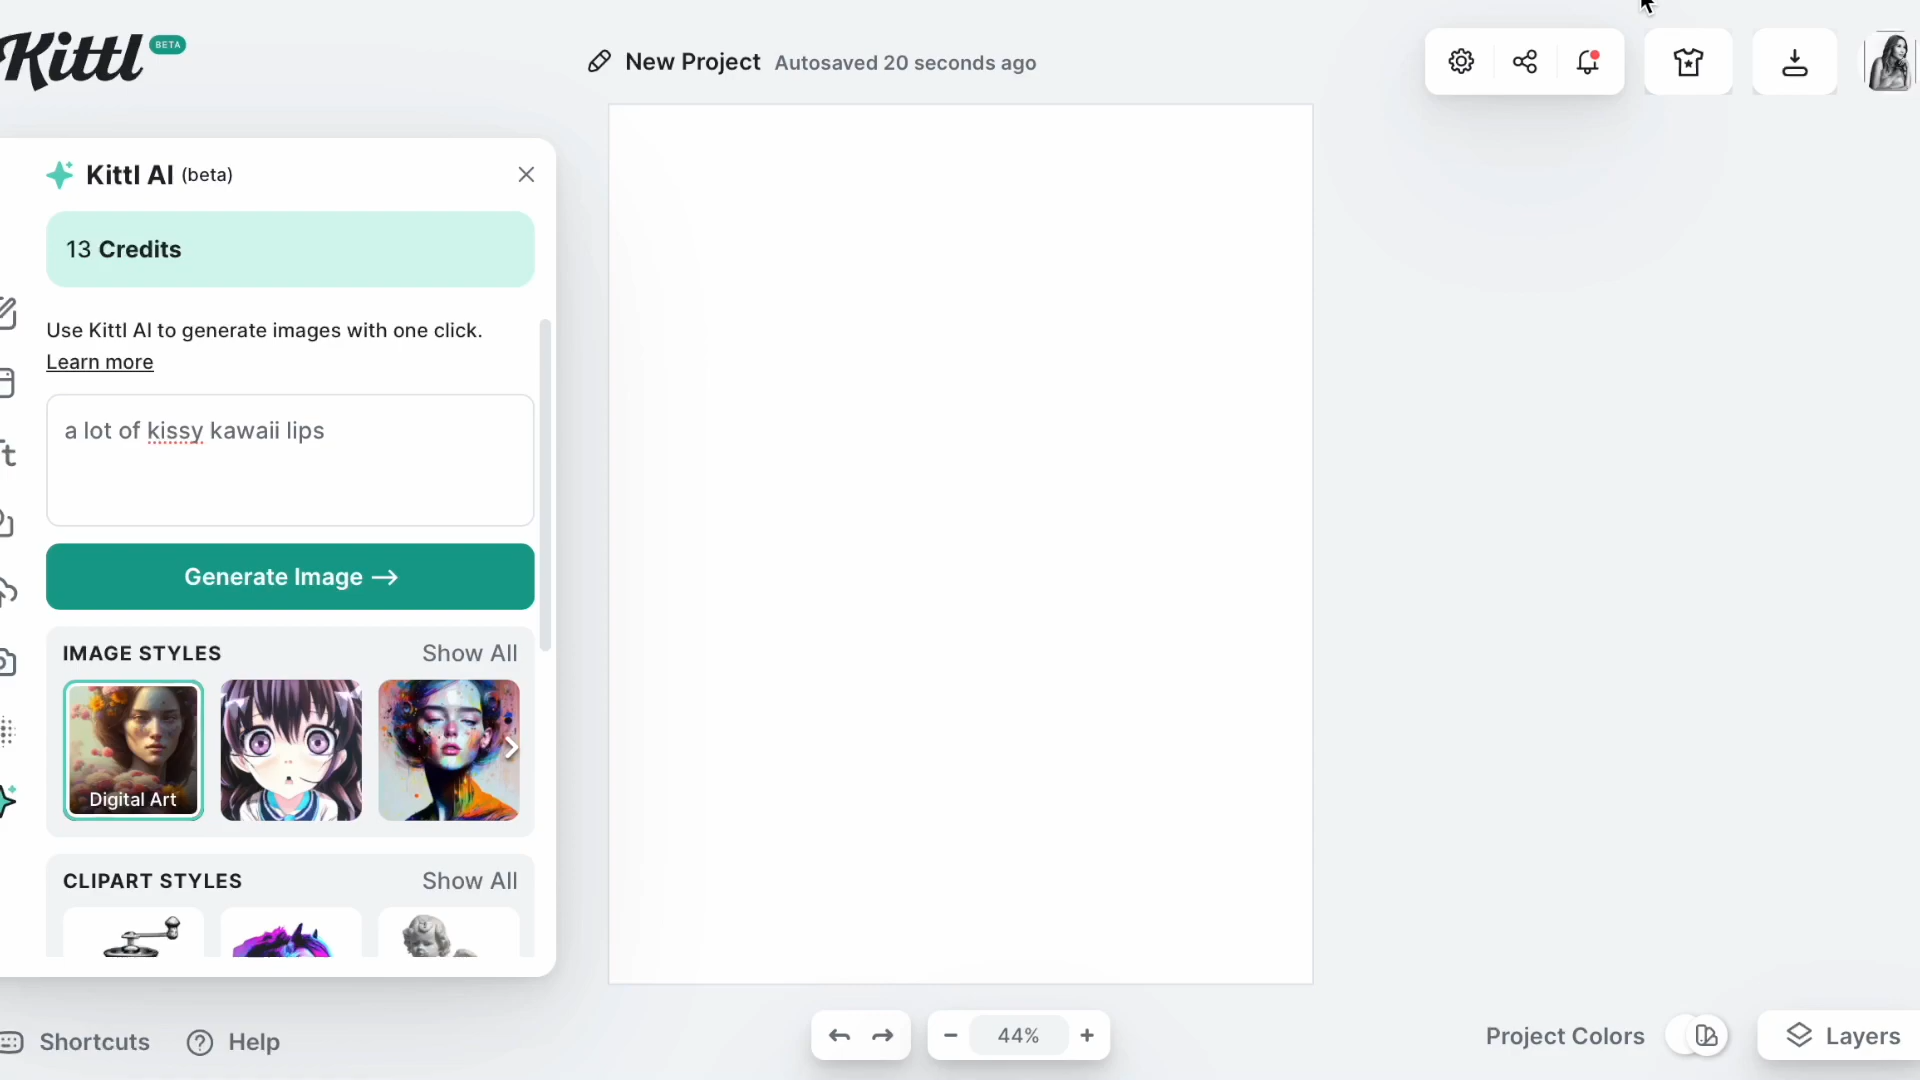 Kittl BETA
New Project Autosaved 20 seconds ago
Kittl AI (beta)
13 Credits
Use Kittl AI to generate images with one click.
Learn more
a lot of kissy kawaii lips
Generate Image →
IMAGE STYLES Show All
Digital Art
CLIPART STYLES Show All
Shortcuts Help
44%
Project Colors
Layers